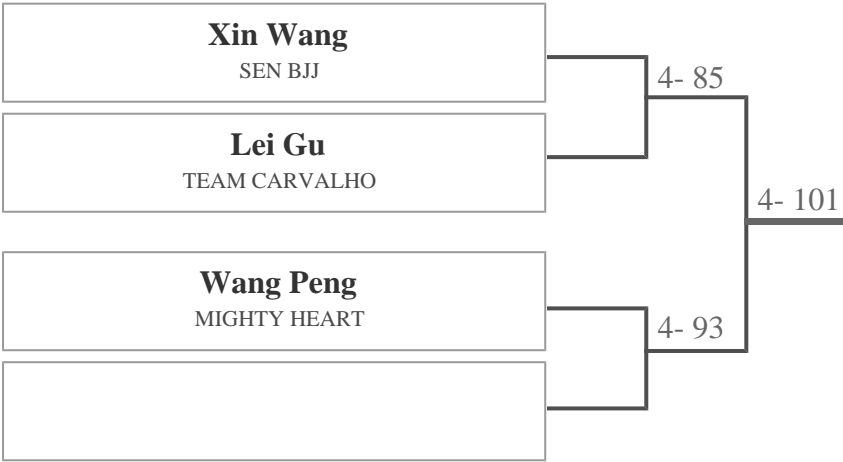 Xin Wang
SEN BJJ
4- 85
Lei Gu
TEAM CARVALHO
4- 101
Wang Peng
MIGHTY HEART
4- 93